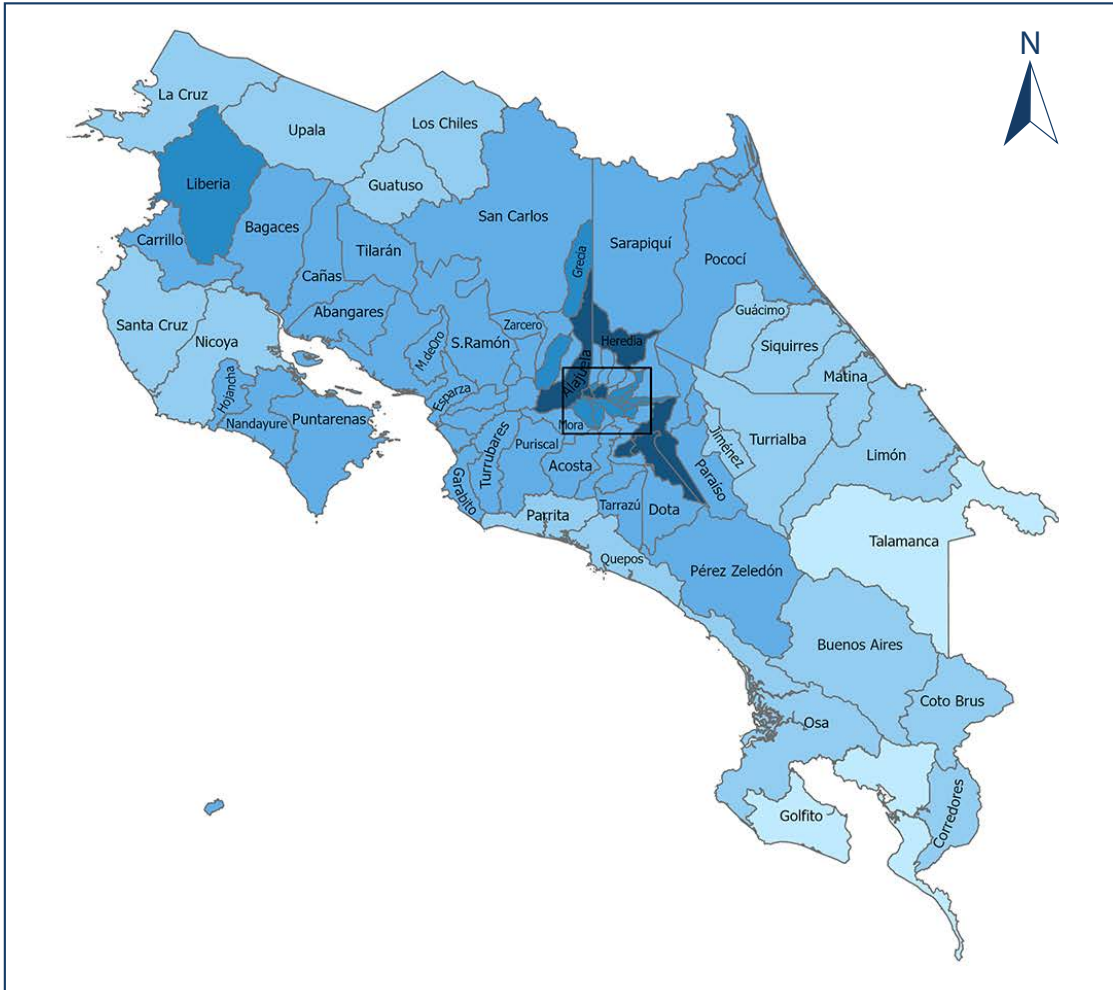 N
La Cruz
Upala
Los Chiles
Guatuso
Liberia
San Carlos
Bagaces
Carrillo
Tilarán
Cañas
Grecia
Sarapiquí
Pococí
Abangares
Guácimo
Santa Cruz
Nicoya
Zarcero
M.deOro
S.Ramón
Heredia
Siquirres
Alajuela
Matina
Hojancha
Esparza
Puntarenas
Nandayure
Mora
Jiménez
Turrialba
Turrubares
Puriscal
Limón
Acosta
Paraíso
Garabito
Tarrazú
Dota
Parrita
Talamanca
Quepos
Pérez Zeledón
Buenos Aires
Coto Brus
Osa
Golfito
Corredores